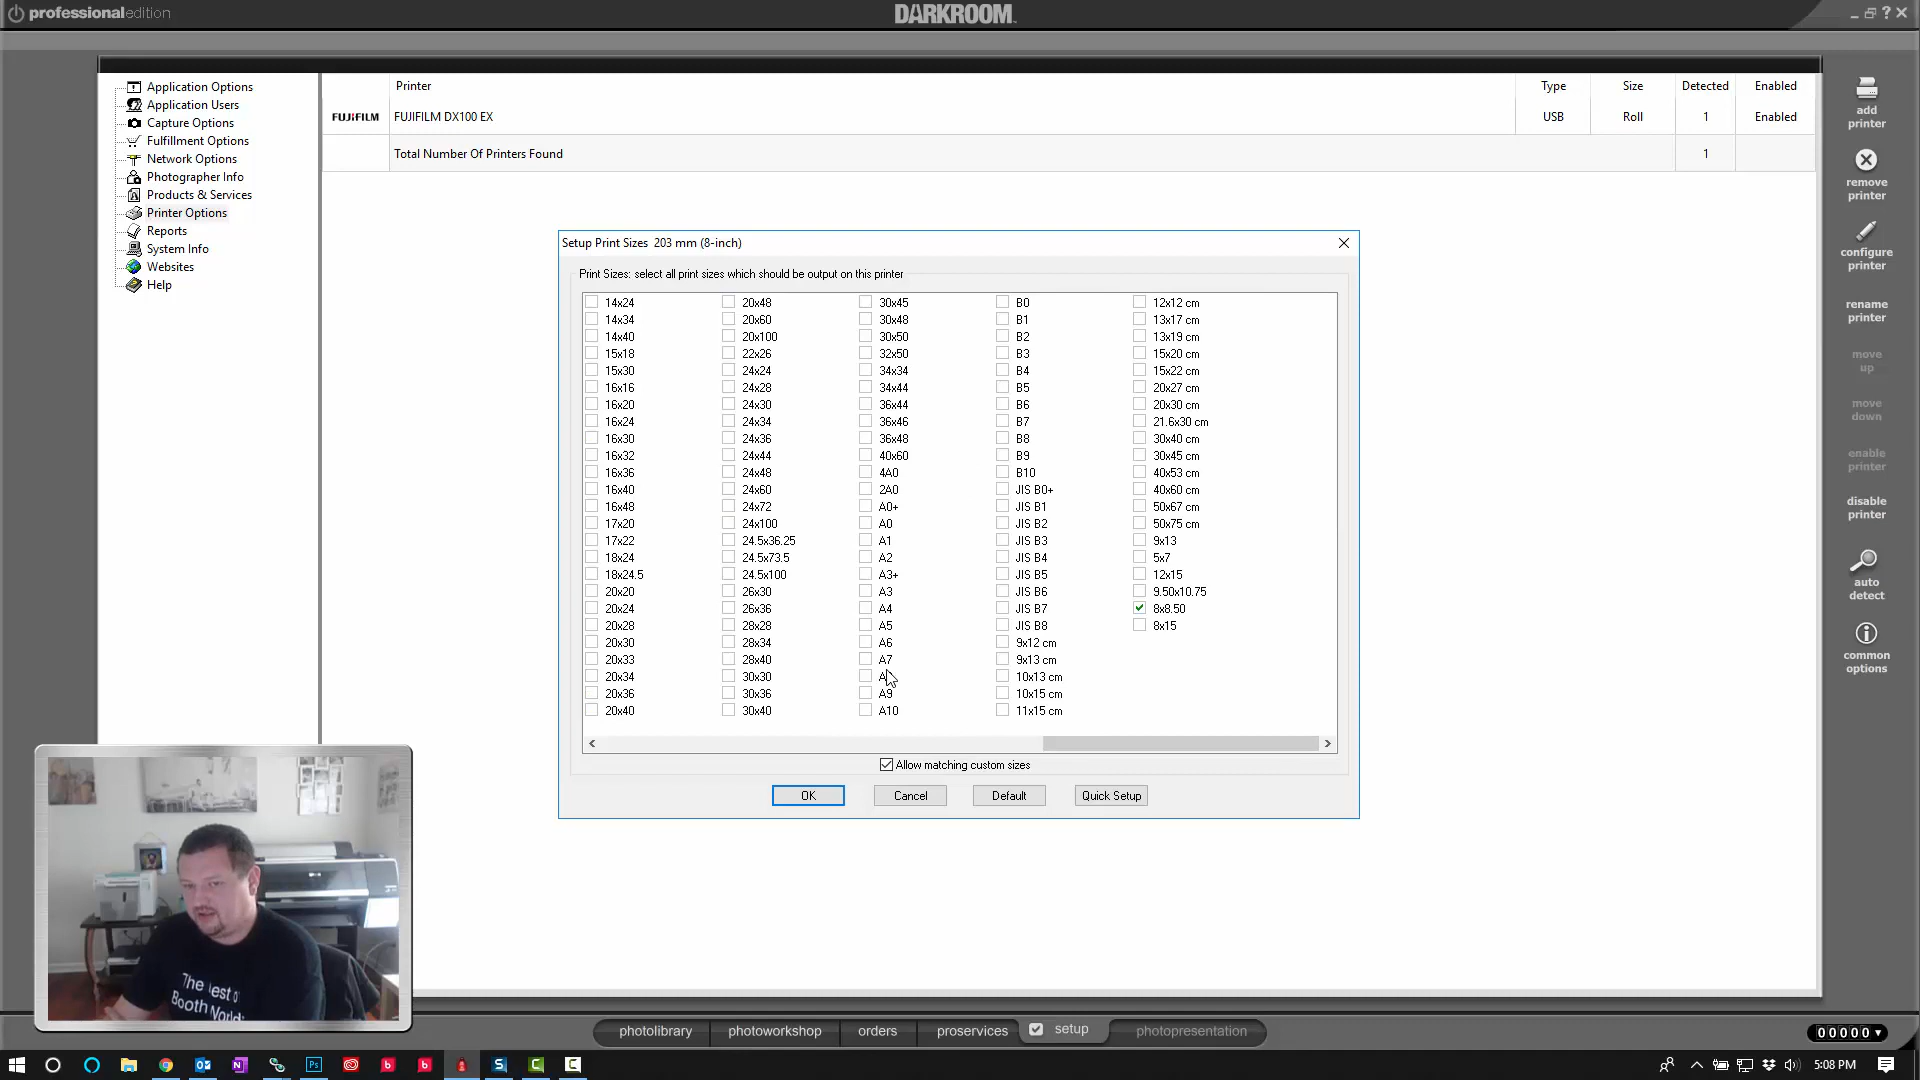 professionaledition
DARKROOM
Application Options
Application Users
Capture Options
Fulfillment Options
Network Options
Photographer Info
Products & Services
Printer Options
Reports
System Info
Websites
Help
Printer Type Size Detected Enabled
FUJIFILM FUJIFILM DX100 EX USB Roll 1 Enabled
Total Number Of Printers Found 1
add
printer
remove
printer
configure
printer
rename
printer
move
up
move
down
enable
printer
disable
printer
auto
detect
common
options
Setup Print Sizes 203 mm (8-inch)
Print Sizes: select all print sizes which should be output on this printer
14x24
14x34
14x40
15x18
15x30
16x16
16x20
16x24
16x30
16x32
16x36
16x40
16x48
17x20
17x22
18x24
18x24.5
20x20
20x24
20x28
20x30
20x33
20x34
20x36
20x40
20x48
20x60
20x100
22x26
24x24
24x28
24x30
24x34
24x36
24x44
24x48
24x60
24x72
24x100
24.5x36.25
24.5x73.5
24.5x100
26x30
26x36
28x28
28x34
28x40
30x30
30x36
30x40
30x45
30x48
30x50
32x50
34x34
34x44
36x44
36x46
36x48
40x60
4A0
2A0
A0+
A0
A1
A2
A3+
A3
A4
A5
A6
A7
A9
A10
B0
B1
B2
B3
B4
B5
B6
B7
B8
B9
B10
JIS B0+
JIS B1
JIS B2
JIS B3
JIS B4
JIS B5
JIS B6
JIS B7
JIS B8
9x12 cm
9x13 cm
10x13 cm
10x15 cm
11x15 cm
12x12 cm
13x17 cm
13x19 cm
15x20 cm
15x22 cm
20x27 cm
20x30 cm
21.6x30 cm
30x40 cm
30x45 cm
40x53 cm
40x60 cm
50x67 cm
50x75 cm
9x13
5x7
12x15
9.50x10.75
8x8.50
8x15
Allow matching custom sizes
OK Cancel Default Quick Setup
The
Booth World
photolibrary photoworkshop orders proservices setup photopresentation
00000
5:08 PM